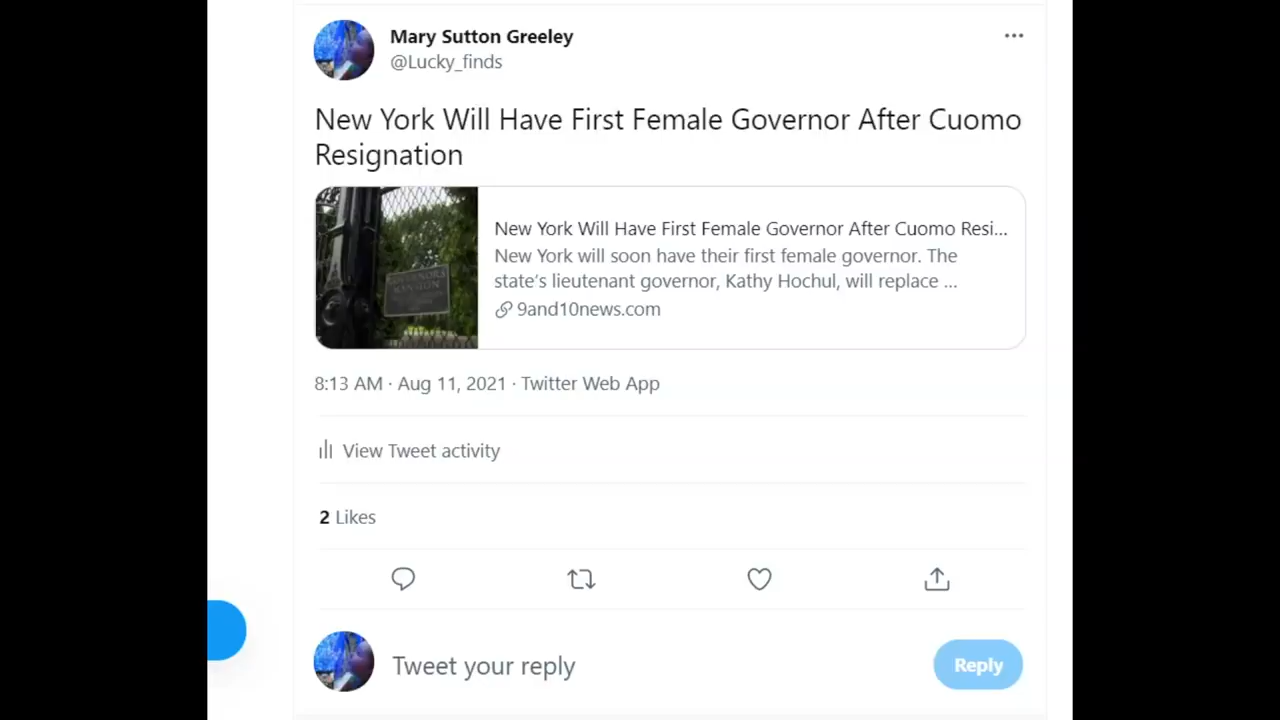 Mary Sutton Greeley
@Lucky_finds
New York Will Have First Female Governor After Cuomo
Resignation
GOVERNORS
MANSION
New York Will Have First Female Governor After Cuomo Resi...
New York will soon have their first female governor. The
state's lieutenant governor, Kathy Hochul, will replace ...
9and10news.com
8:13 AM · Aug 11, 2021 · Twitter Web App
View Tweet activity
2 Likes
Tweet your reply
Reply